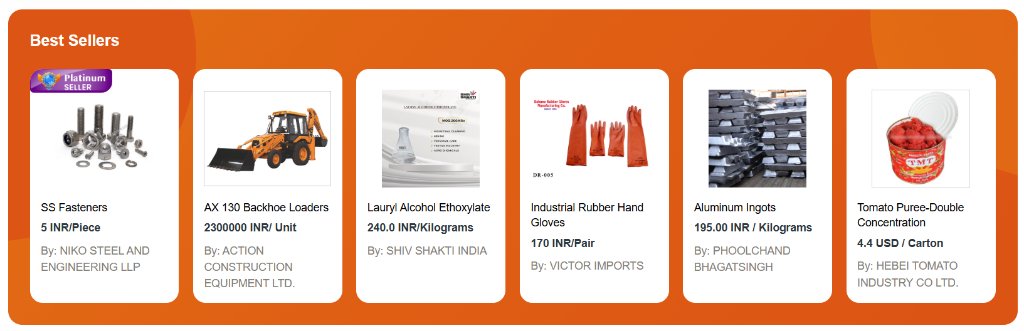 Best Sellers
Platinum
SELLER
SS Fasteners
5 INR/Piece
By: NIKO STEEL AND
ENGINEERING LLP
AX 130 Backhoe Loaders
2300000 INR/ Unit
By: ACTION
CONSTRUCTION
EQUIPMENT LTD.
Lauryl Alcohol Ethoxylate
240.0 INR/Kilograms
By: SHIV SHAKTI INDIA
DR-005
Industrial Rubber Hand
Gloves
170 INR/Pair
By: VICTOR IMPORTS
Aluminum Ingots
195.00 INR / Kilograms
By: PHOOLCHAND
BHAGATSINGH
TMT
Tomato Puree-Double
Concentration
4.4 USD / Carton
By: HEBEI TOMATO
INDUSTRY CO LTD.